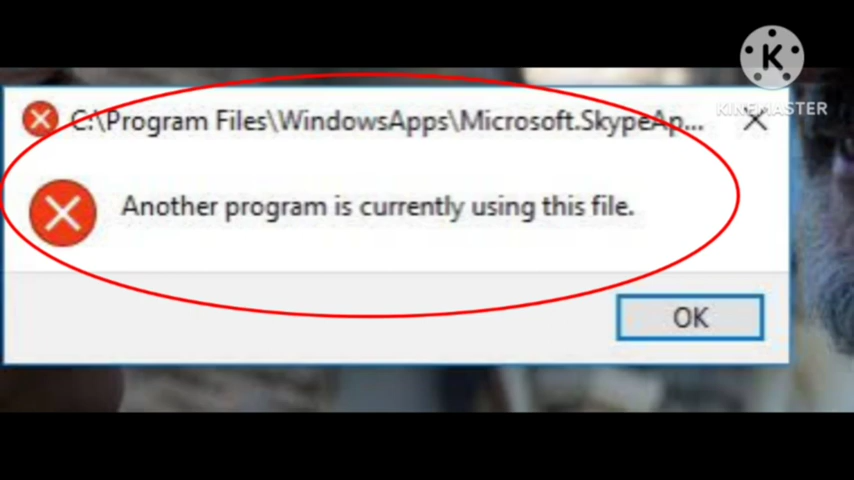 K
KINEMASTER
C:\Program Files\WindowsApps\Microsoft.SkypeAp...
Another program is currently using this file.
OK